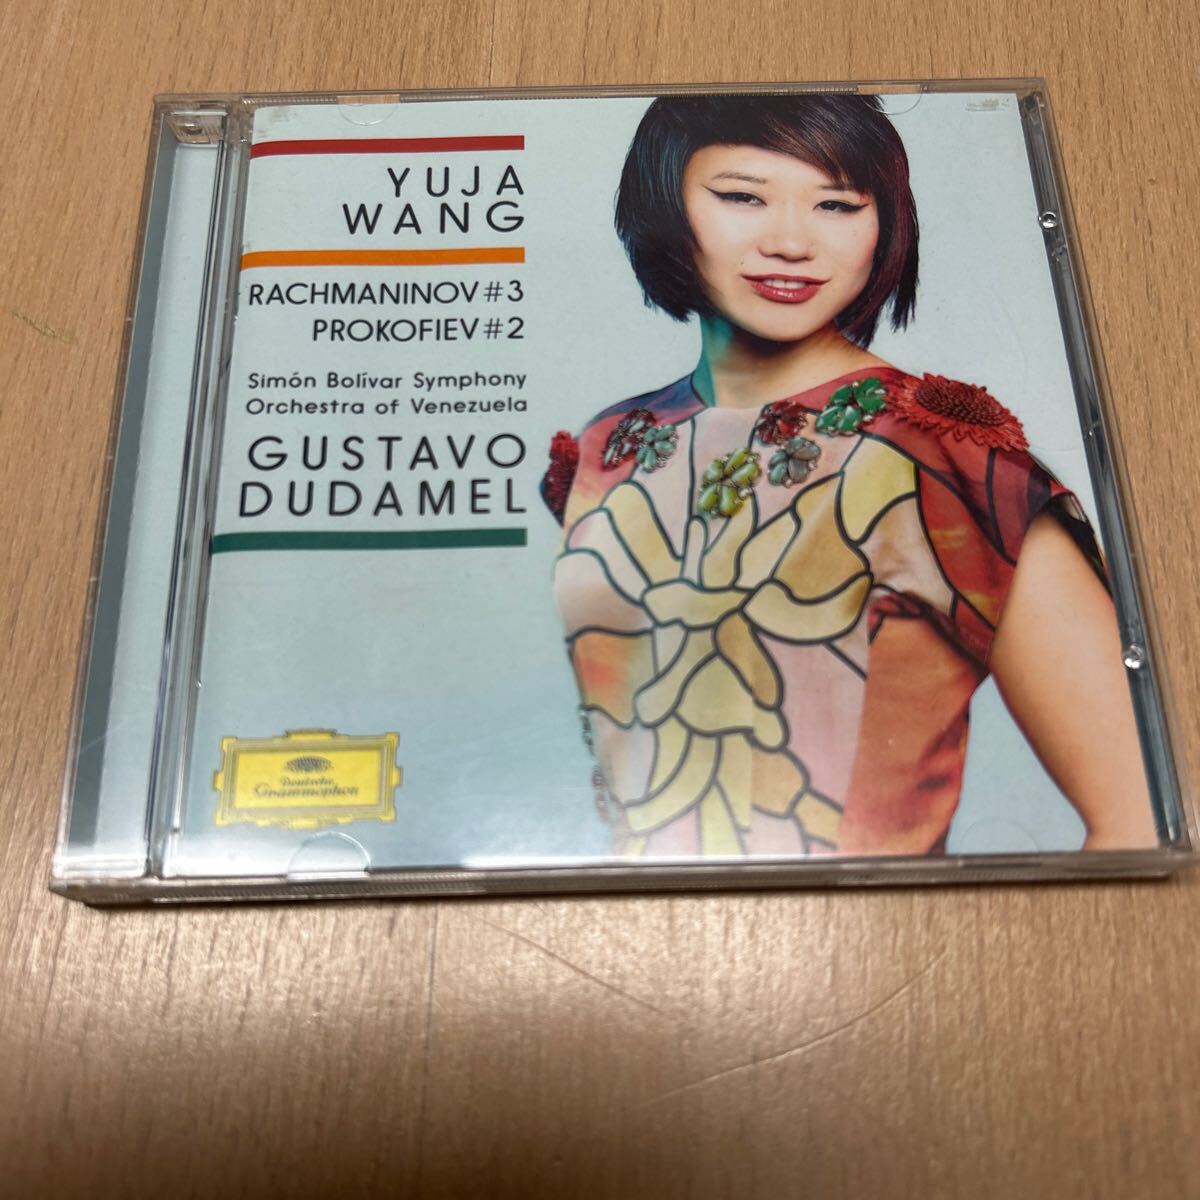 YUJA
WANG
RACHMANINOV #3
PROKOFIEV #2
Simón Bolívar Symphony
Orchestra of Venezuela
GUSTAVO
DUDAMEL
Deutsche
Grammophon